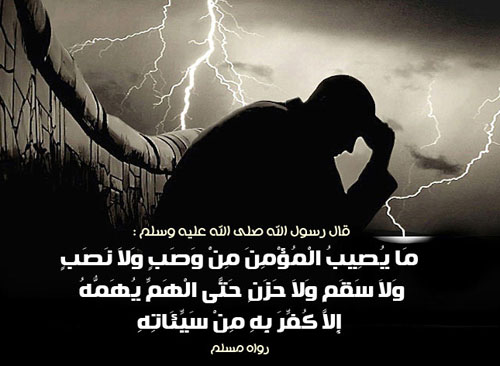 قال رسول الله صلى الله عليه وسلم :
مَا يُصِيبُ الْمُؤْمِنَ مِنْ وَصَبٍ وَلاَ نَصَبٍ
وَلاَ سَقَمٍ وَلاَ حَزَنٍ حَتَّى الْهَمِّ يُهَمُّهُ
إِلاَّ كُفِّرَ بِهِ مِنْ سَيِّئَاتِهِ
رواه مسلم